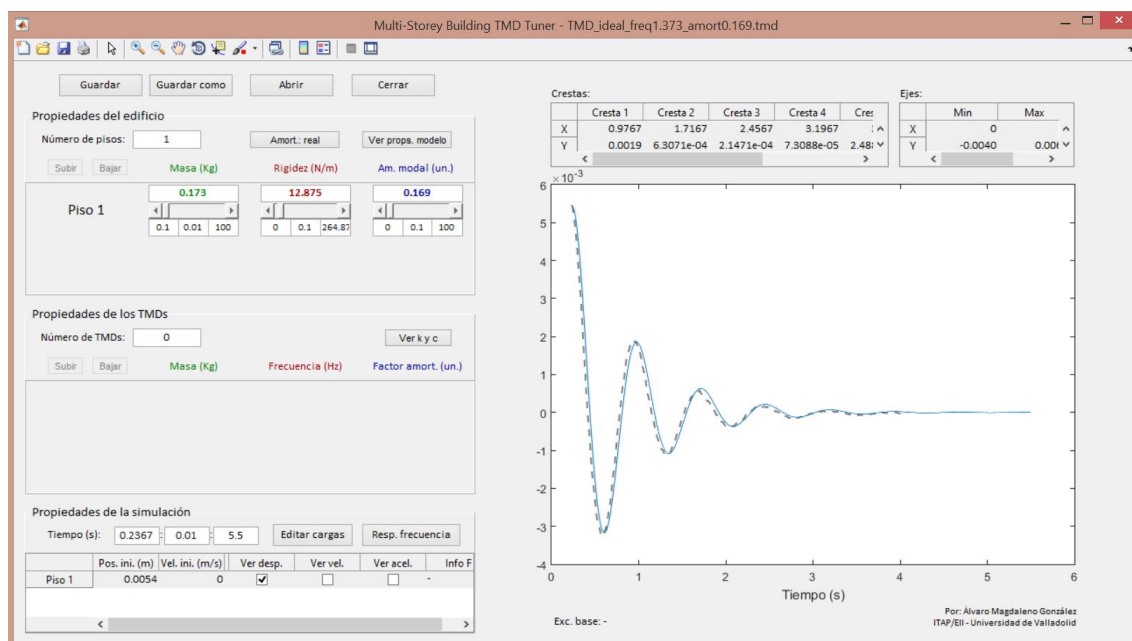 Multi-Storey Building TMD Tuner - TMD_ideal_freq1.373_amort0.169.tmd
Guardar Guardar como Abrir Cerrar
Propiedades del edificio
Número de pisos: 1 Amort.: real Ver props. modelo
Subir Bajar Masa (Kg) Rigidez (N/m) Am. modal (un.)
0.173 12.875 0.169
Piso 1
0.1 0.01 100 0 0.1 264.87 0 0.1 100
Propiedades de los TMDs
Número de TMDs: 0 Ver k y c
Subir Bajar Masa (Kg) Frecuencia (Hz) Factor amort. (un.)
Propiedades de la simulación
Tiempo (s): 0.2367 : 0.01 : 5.5 Editar cargas Resp. frecuencia
Pos. ini. (m) Vel. ini. (m/s) Ver desp. Ver vel. Ver acel. Info F
Piso 1 0.0054 0 -
Crestas:
Cresta 1 Cresta 2 Cresta 3 Cresta 4
X 0.9767 1.7167 2.4567 3.1967
Y 0.0019 6.3071e-04 2.1471e-04 7.3088e-05
Ejes:
Min Max
X 0
Y -0.0040
×10-3
6
5
4
3
2
1
0
-1
-2
-3
-4
0 1 2 3 4 5 6
Tiempo (s)
Exc. base: -
Por: Álvaro Magdaleno González
ITAP/EII - Universidad de Valladolid